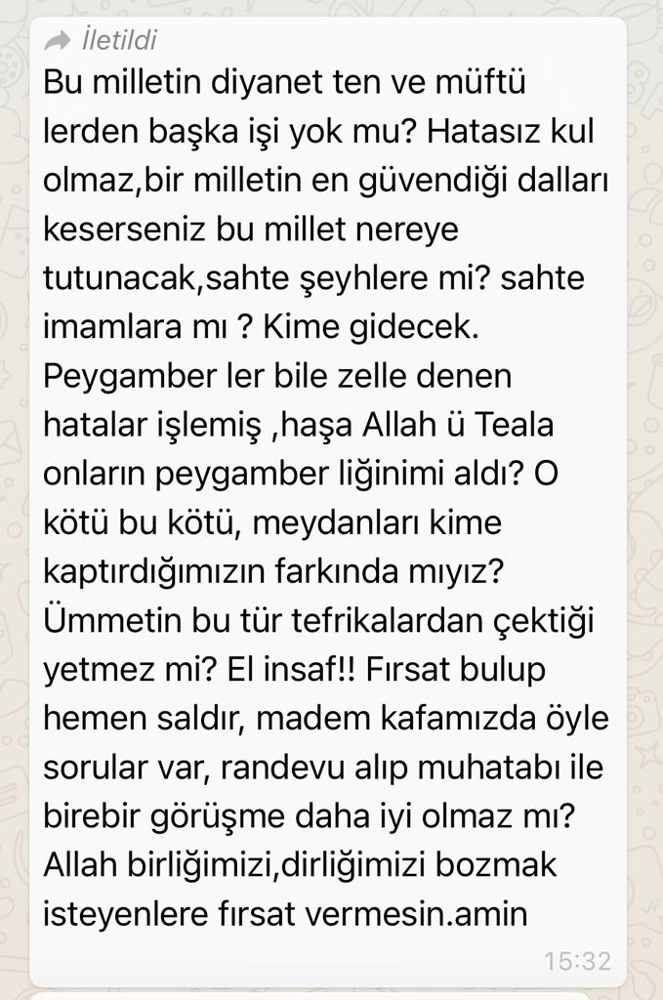 İletildi
Bu milletin diyanet ten ve müftü
lerden başka işi yok mu? Hatasız kul
olmaz,bir milletin en güvendiği dalları
keserseniz bu millet nereye
tutunacak,sahte şeyhlere mi? sahte
imamlara mı ? Kime gidecek.
Peygamber ler bile zelle denen
hatalar işlemiş ,haşa Allah ü Teala
onların peygamber liğinimi aldı? O
kötü bu kötü, meydanları kime
kaptırdığımızın farkında mıyız?
Ümmetin bu tür tefrikalardan çektiği
yetmez mi? El insaf!! Fırsat bulup
hemen saldır, madem kafamızda öyle
sorular var, randevu alıp muhatabı ile
birebir görüşme daha iyi olmaz mı?
Allah birliğimizi,dirliğimizi bozmak
isteyenlere fırsat vermesin.amin
15:32